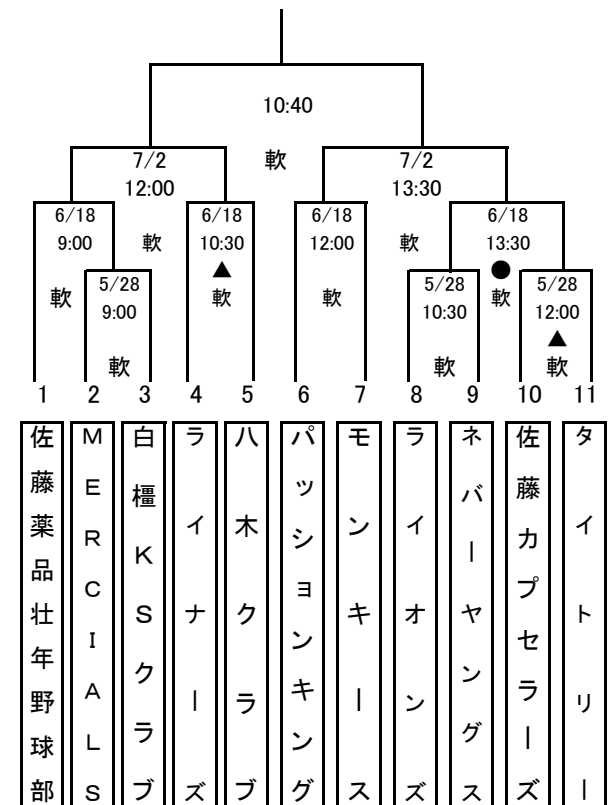 10:40
軟
7/2
12:00
7/2
13:30
6/18
9:00
軟
6/18
10:30
▲
軟
6/18
12:00
軟
6/18
13:30
●
軟
軟
5/28
9:00
軟
軟
5/28
10:30
軟
5/28
12:00
▲
軟
1 2 3 4 5 6 7 8 9 10 11
佐藤薬品壮年野球部
MERCIALS
白橿KSクラブ
ライナーズ
八木クラブ
パッションキング
モンキース
ライオンズ
ネバーヤングス
佐藤カプセラーズ
タイトリー